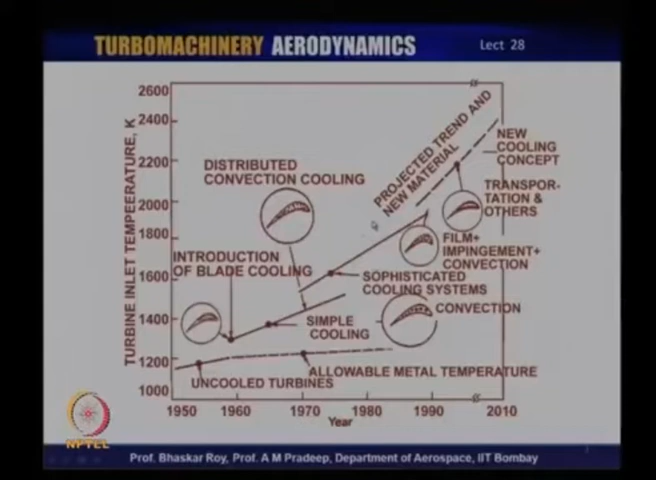 TURBOMACHINERY AERODYNAMICS
Lect 28
2600
2400
2200
2000
1800
1600
1400
1200
1000
TURBINE INLET TEMPEERATURE, K
DISTRIBUTED
CONVECTION COOLING
PROJECTED TREND AND
NEW MATERIAL
NEW
COOLING
CONCEPT
TRANSPOR-
TATION &
OTHERS
FILM+
IMPINGEMENT+
CONVECTION
INTRODUCTION
OF BLADE COOLING
SOPHISTICATED
COOLING SYSTEMS
SIMPLE
COOLING
CONVECTION
ALLOWABLE METAL TEMPERATURE
UNCOOLED TURBINES
1950 1960 1970 1980 1990 2010
Year
NPTEL
Prof. Bhaskar Roy, Prof. A M Pradeep, Department of Aerospace, IIT Bombay